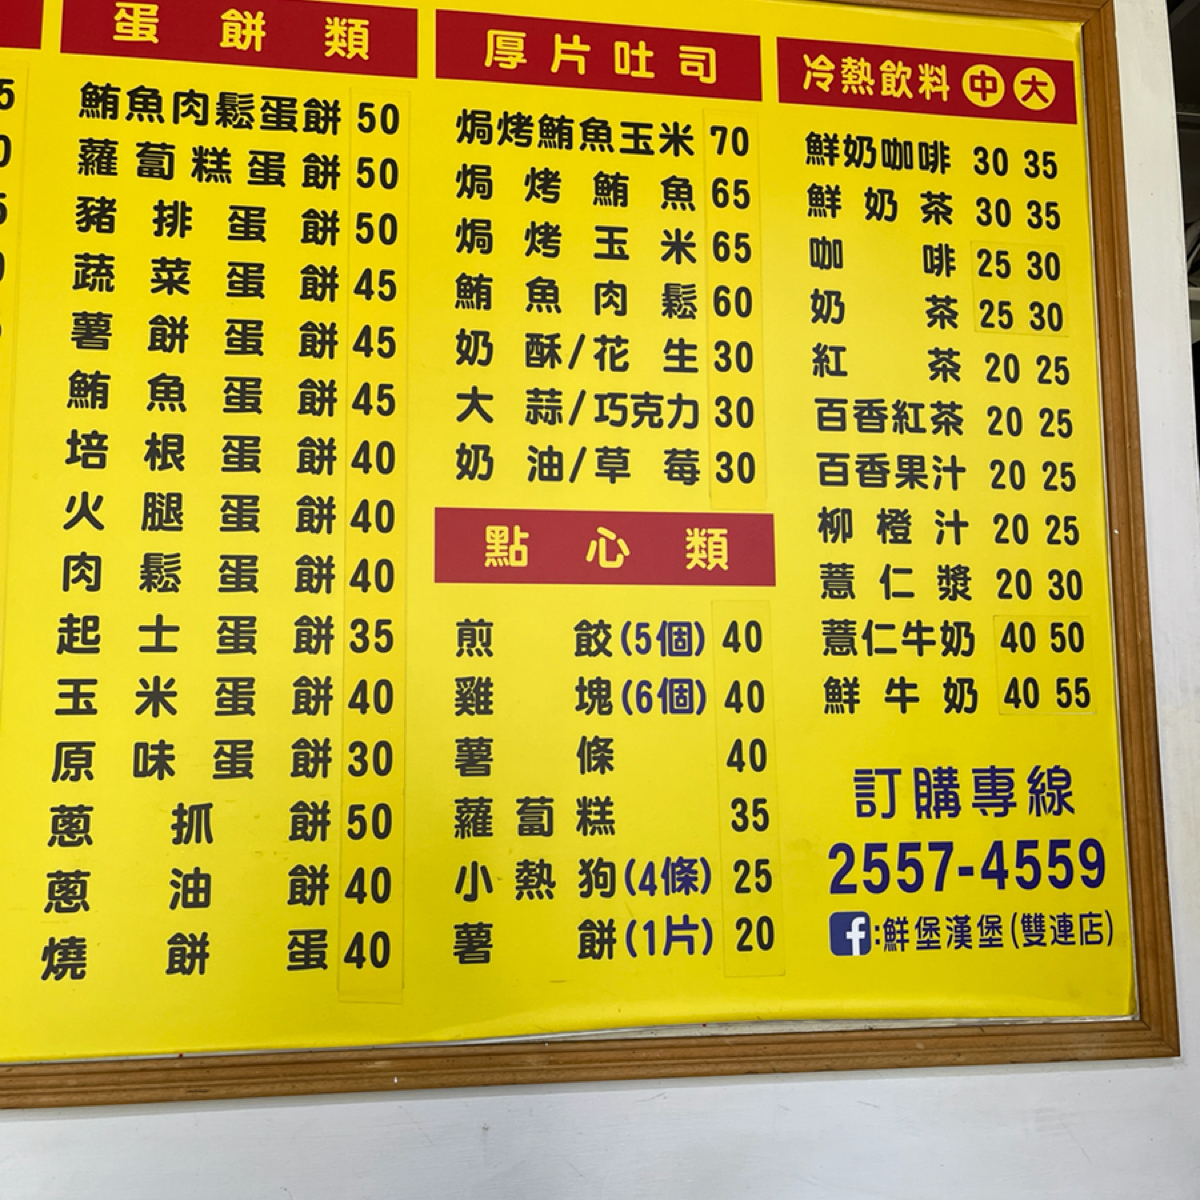 蛋餅類
鮪魚肉鬆蛋餅 50
蘿蔔糕蛋餅 50
豬排蛋餅 50
蔬菜蛋餅 45
薯餅蛋餅 45
鮪魚蛋餅 45
培根蛋餅 40
火腿蛋餅 40
肉鬆蛋餅 40
起士蛋餅 35
玉米蛋餅 40
原味蛋餅 30
蔥抓餅 50
蔥油餅 40
燒餅蛋 40
厚片吐司
焗烤鮪魚玉米 70
焗烤鮪魚 65
焗烤玉米 65
鮪魚肉鬆 60
奶酥/花生 30
大蒜/巧克力 30
奶油/草莓 30
點心類
煎餃(5個) 40
雞塊(6個) 40
薯條 40
蘿蔔糕 35
小熱狗(4條) 25
薯餅(1片) 20
冷熱飲料 中 大
鮮奶咖啡 30 35
鮮奶茶 30 35
咖啡 25 30
奶茶 25 30
紅茶 20 25
百香紅茶 20 25
百香果汁 20 25
柳橙汁 20 25
薏仁漿 20 30
薏仁牛奶 40 50
鮮牛奶 40 55
訂購專線
2557-4559
f:鮮堡漢堡(雙連店)